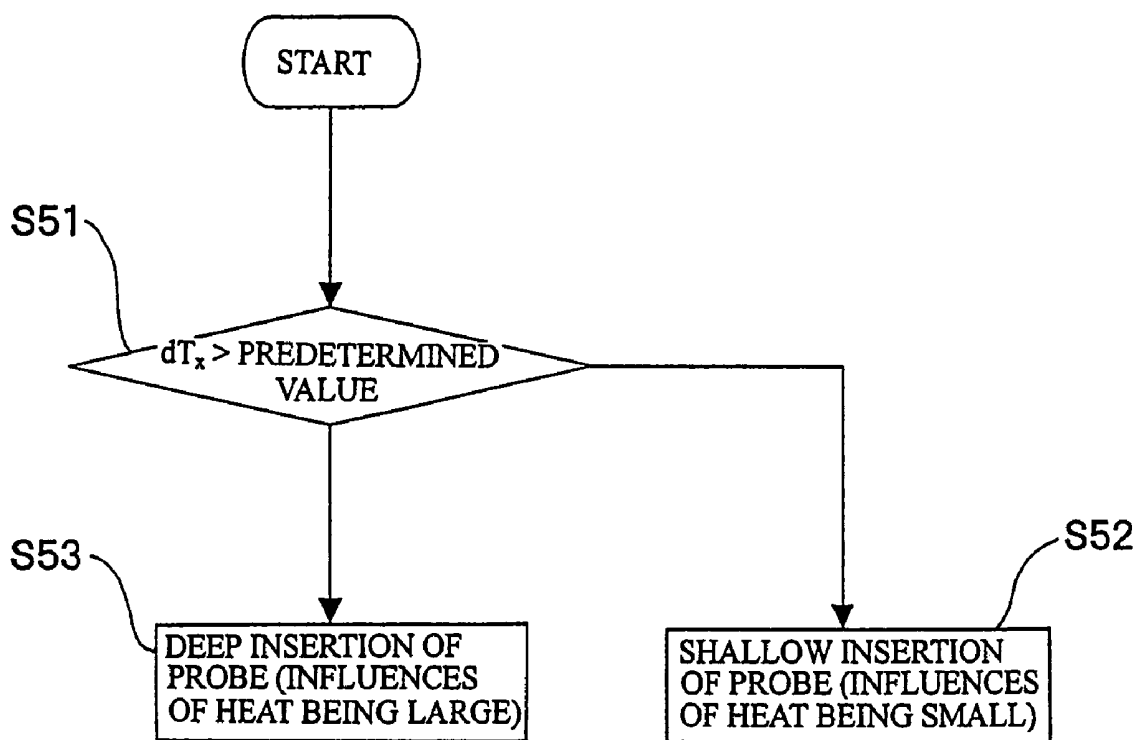 START
S51
dTₓ > PREDETERMINED
VALUE
S53
DEEP INSERTION OF
PROBE (INFLUENCES
OF HEAT BEING LARGE)
S52
SHALLOW INSERTION
OF PROBE (INFLUENCES
OF HEAT BEING SMALL)